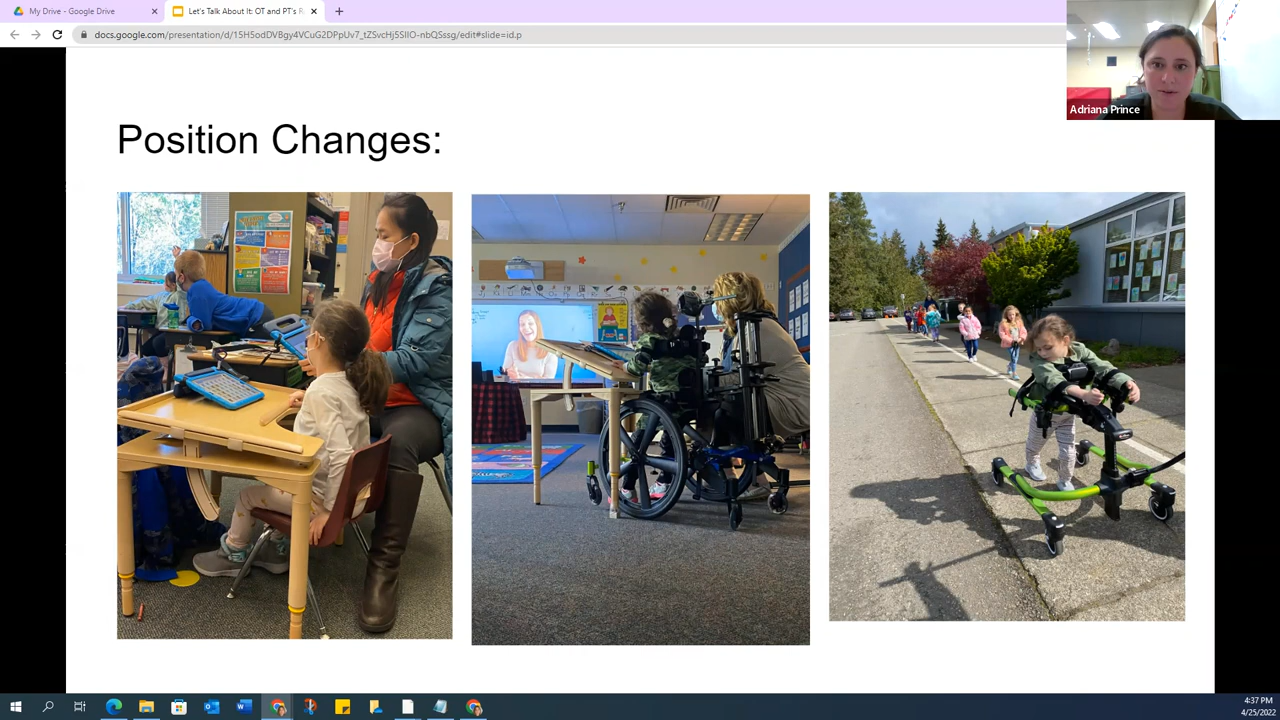 My Drive - Google Drive
Let's Talk About It: OT and PT's R
docs.google.com/presentation/d/15H5odDVBgy4VCuG2DPpUv7_tZSvcHj5SlIO-nbQSssg/edit#slide=id.p
Adriana Prince
Position Changes:
4:37 PM
4/25/2022